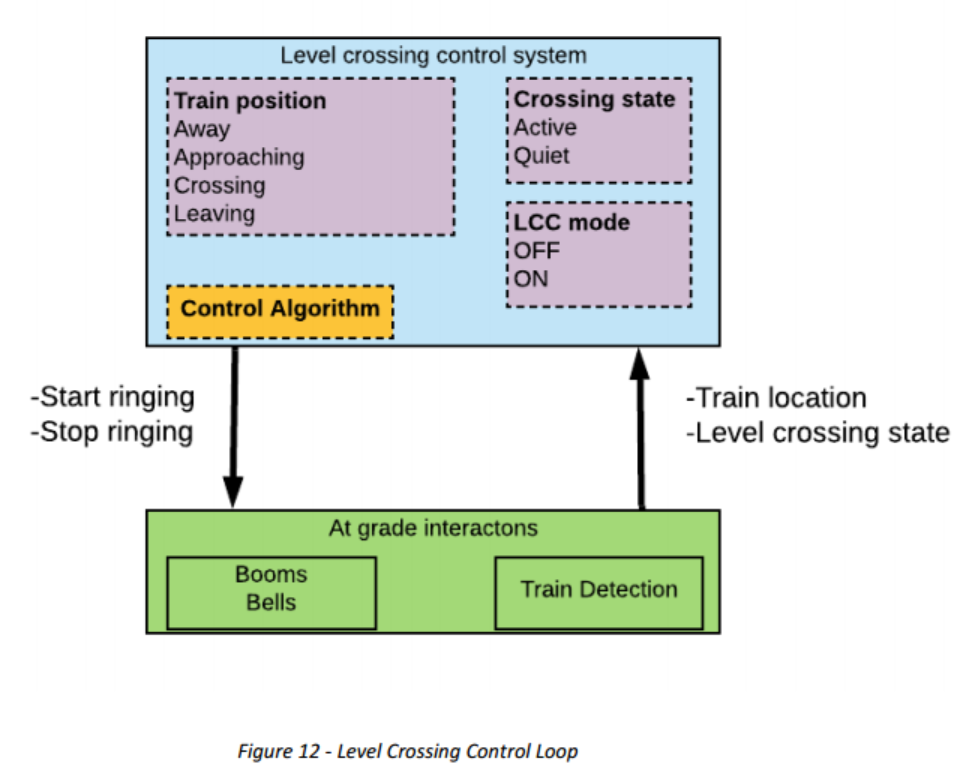 Level crossing control system
Train position
Away
Approaching
Crossing
Leaving
Crossing state
Active
Quiet
LCC mode
OFF
ON
Control Algorithm
-Start ringing
-Stop ringing
-Train location
-Level crossing state
At grade interactons
Booms
Bells
Train Detection
Figure 12 - Level Crossing Control Loop